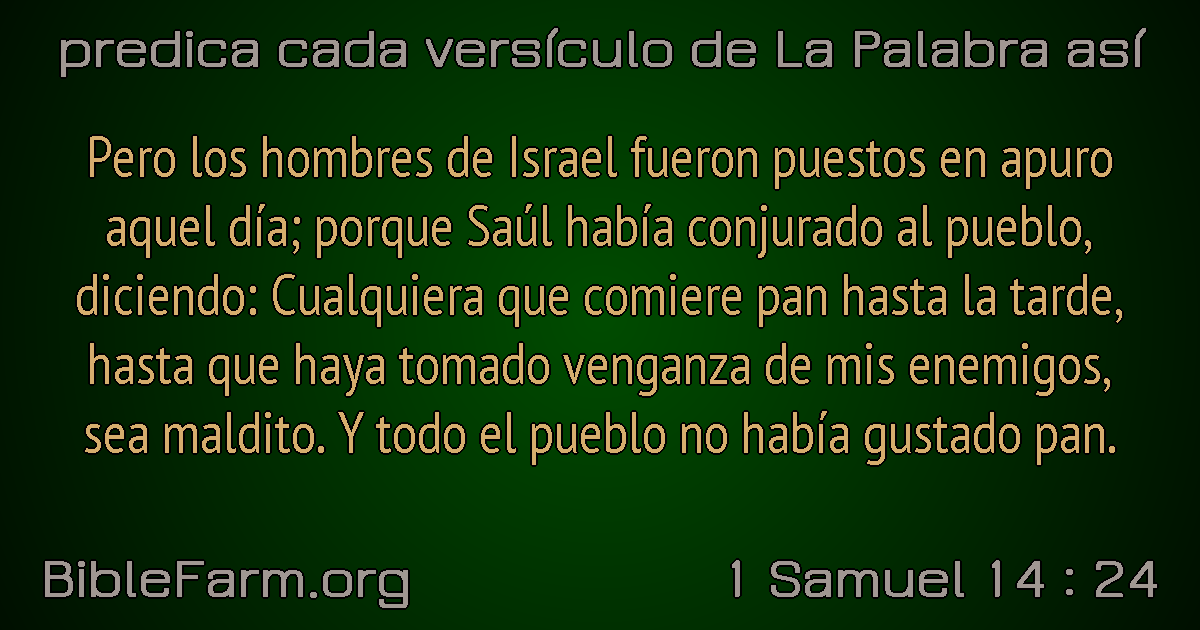 predica cada versículo de La Palabra así
Pero los hombres de Israel fueron puestos en apuro
aquel día; porque Saúl había conjurado al pueblo,
diciendo: Cualquiera que comiere pan hasta la tarde,
hasta que haya tomado venganza de mis enemigos,
sea maldito. Y todo el pueblo no había gustado pan.
BibleFarm.org
1 Samuel 14 : 24